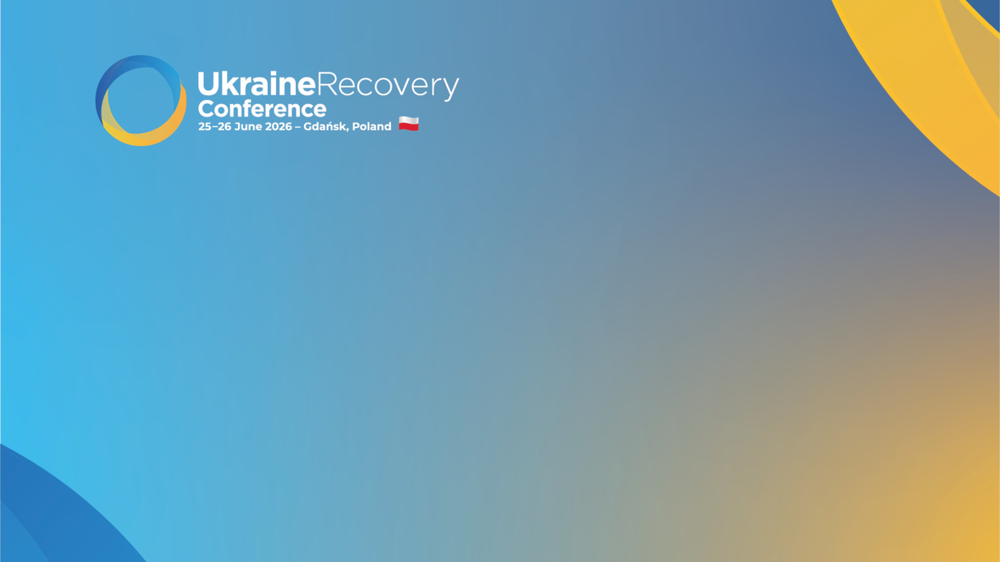 UkraineRecovery
Conference
25–26 June 2026 – Gdańsk, Poland